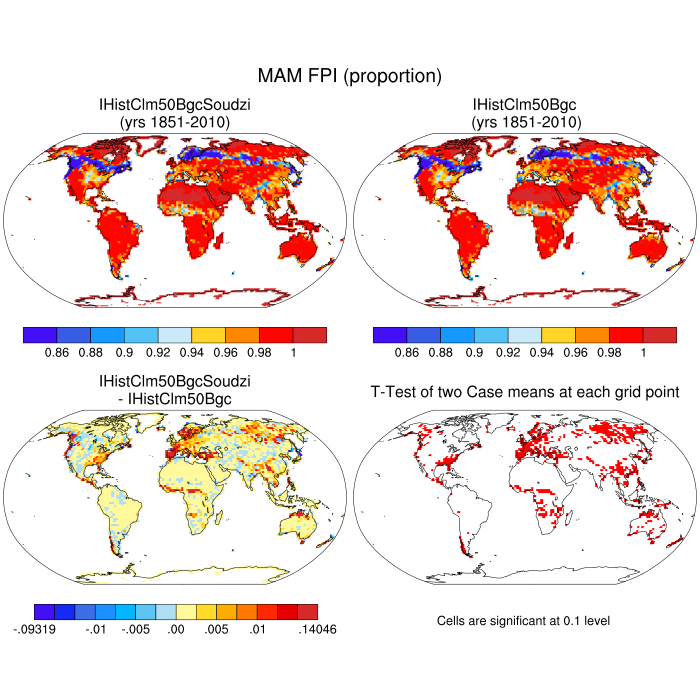 MAM FPI (proportion)
IHistClm50BgcSoudzi
(yrs 1851-2010)
IHistClm50Bgc
(yrs 1851-2010)
0.86 0.88 0.9 0.92 0.94 0.96 0.98 1
0.86 0.88 0.9 0.92 0.94 0.96 0.98 1
IHistClm50BgcSoudzi
- IHistClm50Bgc
T-Test of two Case means at each grid point
-.09319 -.01 -.005 .00 .005 .01 .14046
Cells are significant at 0.1 level